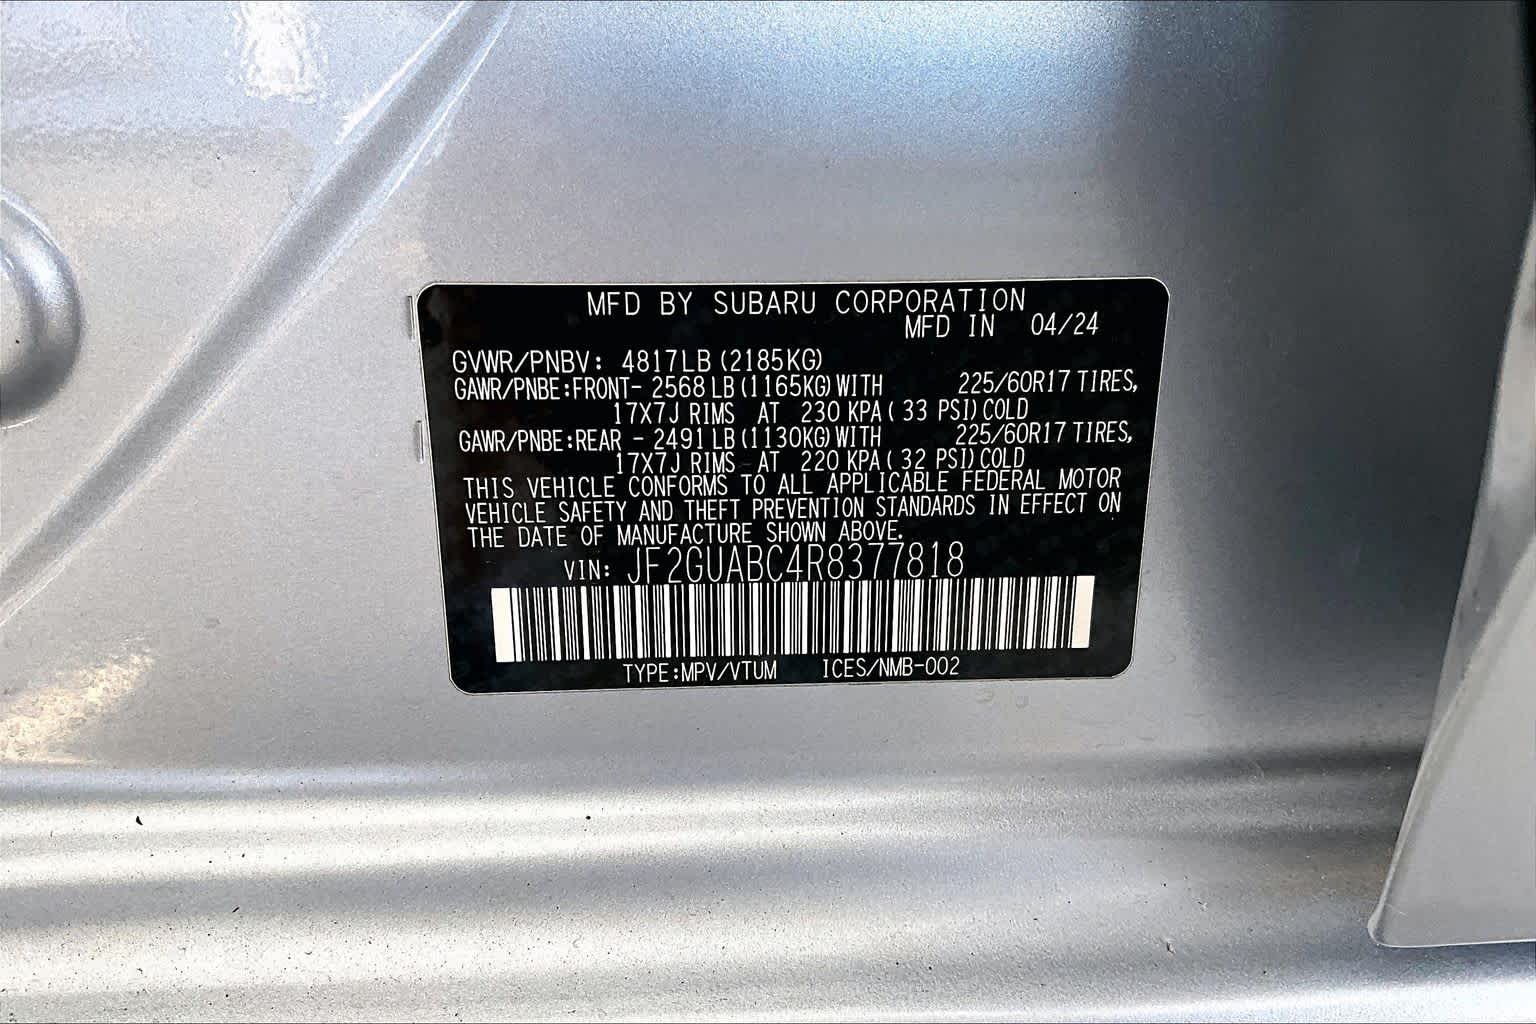 MFD BY SUBARU CORPORATION
MFD IN 04/24
GVWR/PNBV: 4817LB (2185KG)
GAWR/PNBE:FRONT- 2568 LB (1165KG) WITH 225/60R17 TIRES,
17X7J RIMS AT 230 KPA ( 33 PSI) COLD
GAWR/PNBE:REAR - 2491 LB (1130KG) WITH 225/60R17 TIRES,
17X7J RIMS AT 220 KPA ( 32 PSI) COLD
THIS VEHICLE CONFORMS TO ALL APPLICABLE FEDERAL MOTOR
VEHICLE SAFETY AND THEFT PREVENTION STANDARDS IN EFFECT ON
THE DATE OF MANUFACTURE SHOWN ABOVE.
VIN: JF2GUABC4R8377818
TYPE:MPV/VTUM ICES/NMB-002